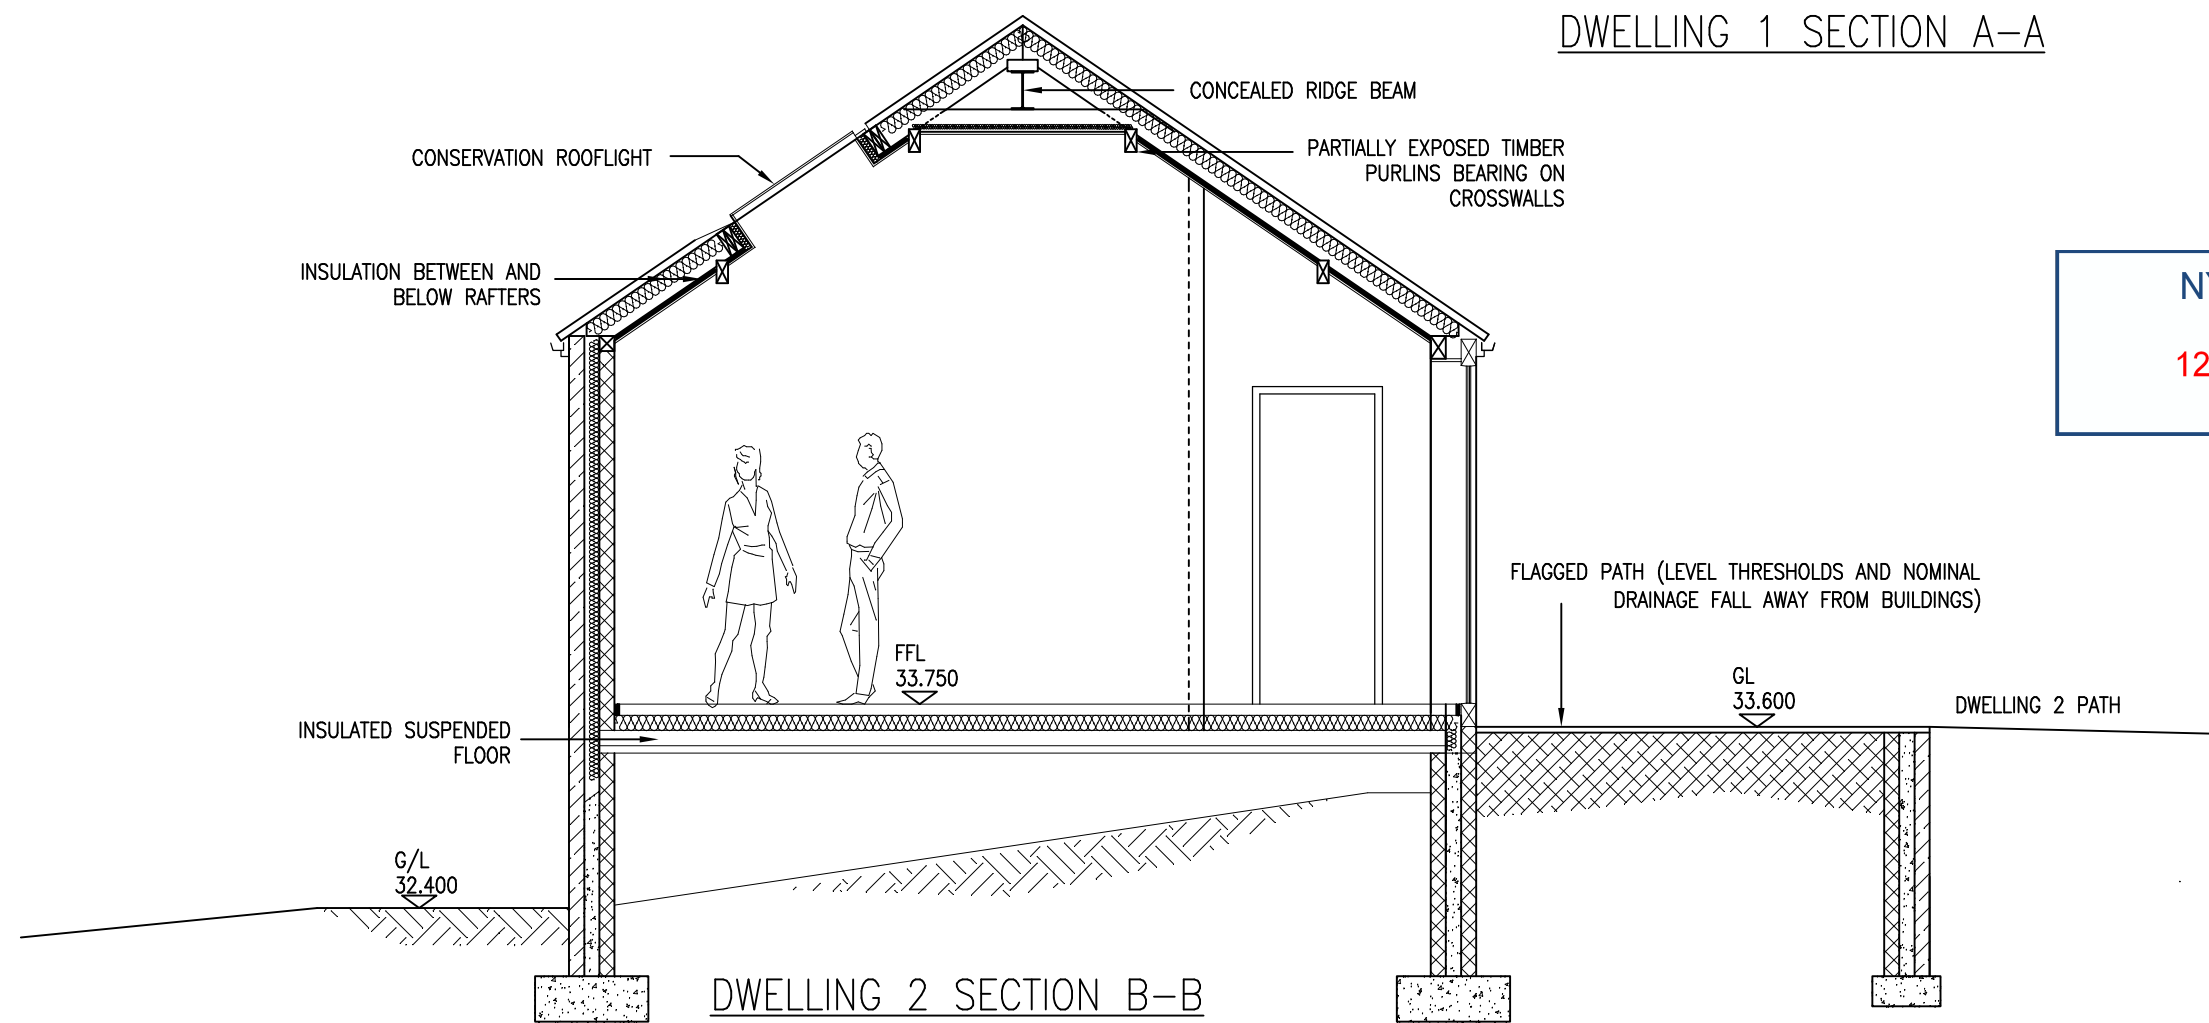 DWELLING 1 SECTION A-A
CONCEALED RIDGE BEAM
CONSERVATION ROOFLIGHT
PARTIALLY EXPOSED TIMBER
PURLINS BEARING ON
CROSSWALLS
INSULATION BETWEEN AND
BELOW RAFTERS
NY
12
FLAGGED PATH (LEVEL THRESHOLDS AND NOMINAL
DRAINAGE FALL AWAY FROM BUILDINGS)
FFL
33.750
GL
33.600
DWELLING 2 PATH
INSULATED SUSPENDED
FLOOR
G/L
32.400
DWELLING 2 SECTION B-B